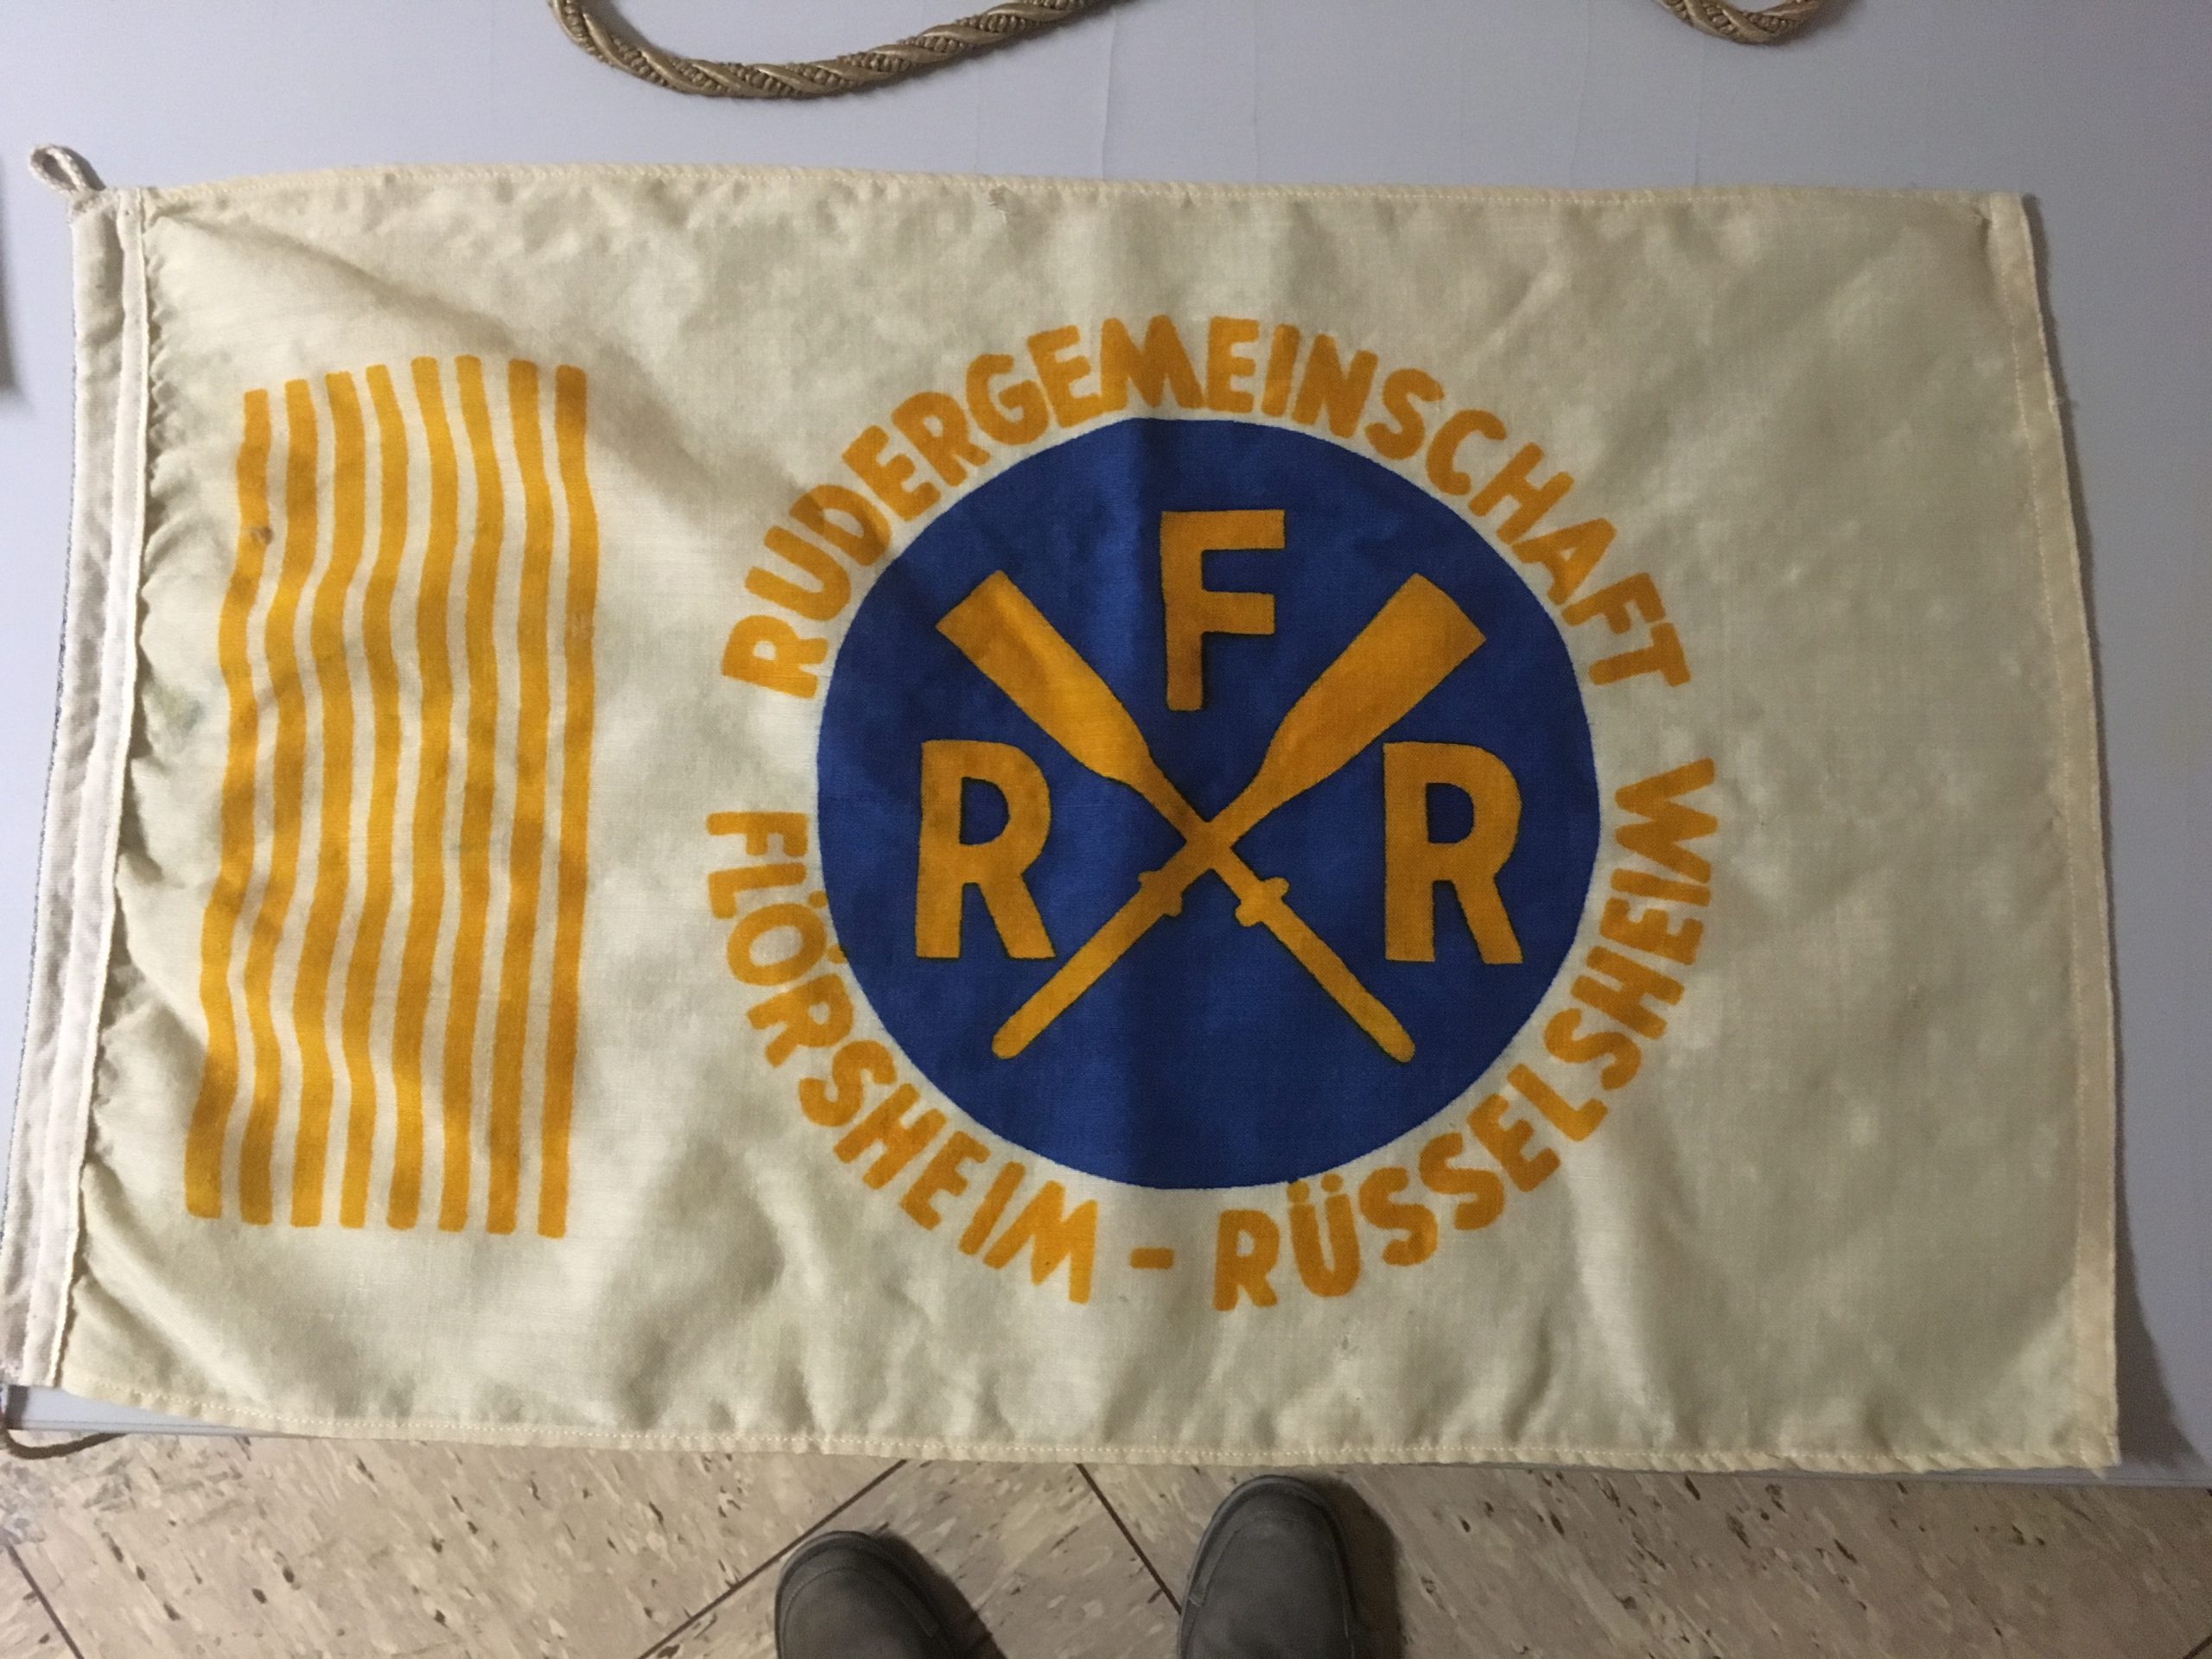 RUDERGEMEINSCHAFT
F
R R
FLÖRSHEIM - RÜSSELSHEIM